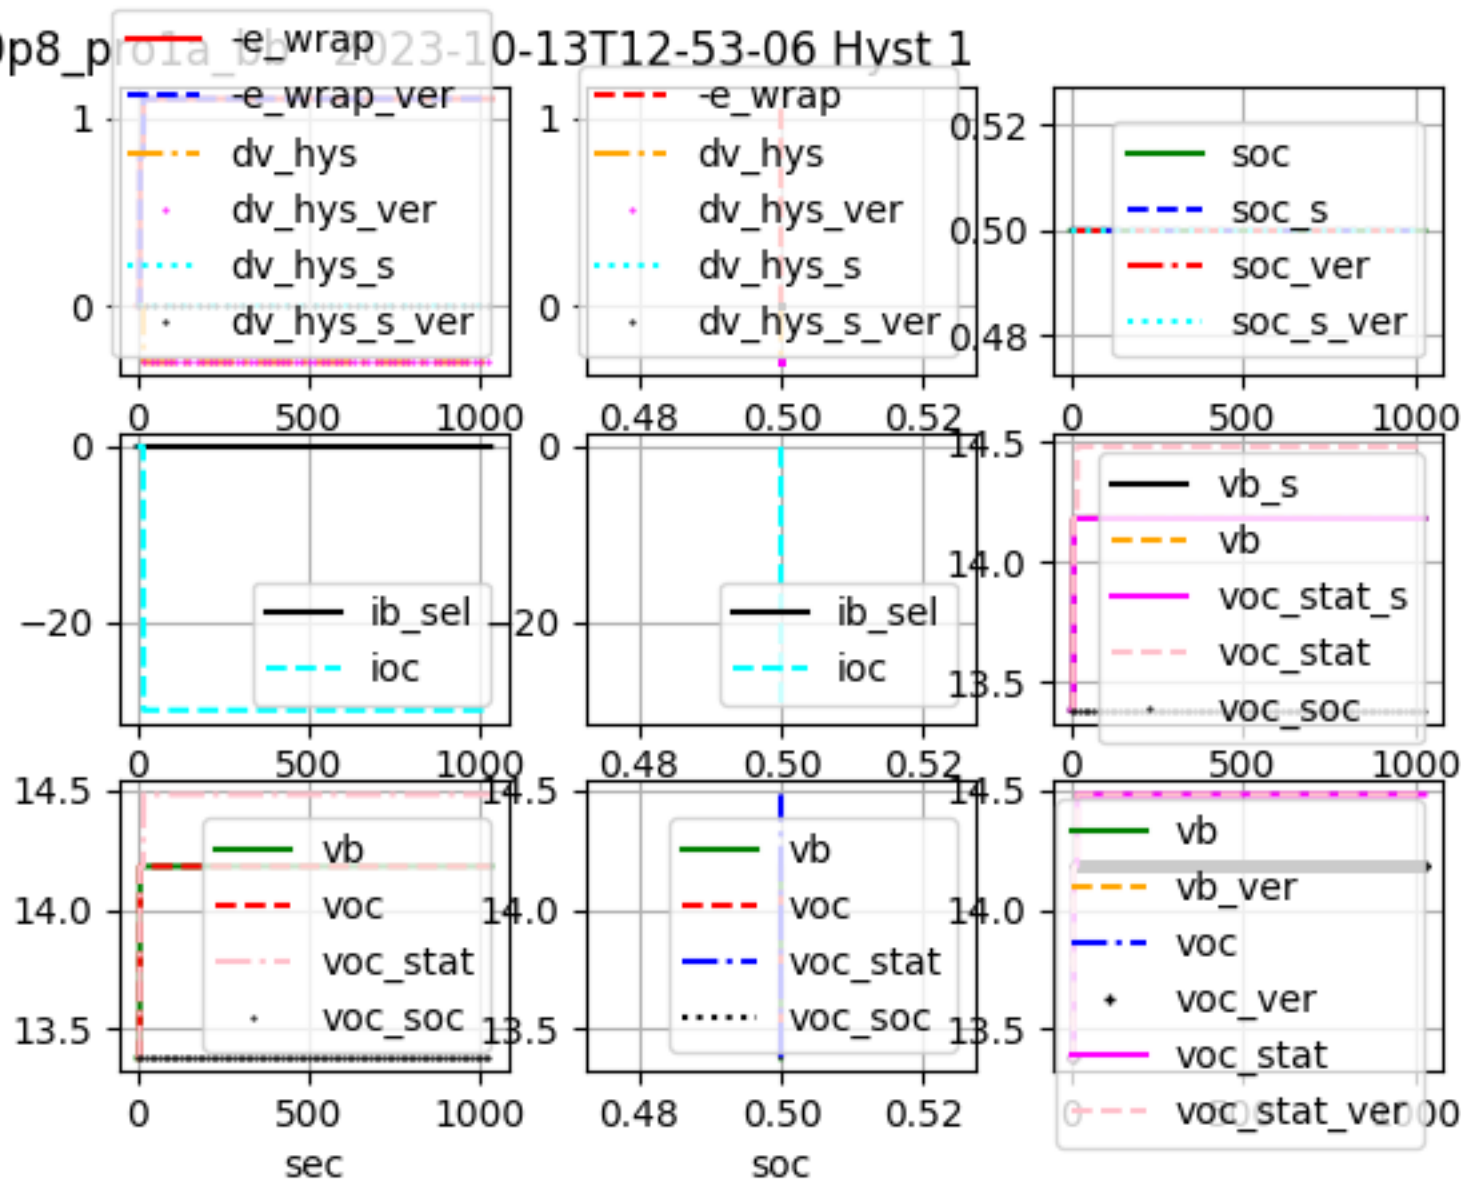 0p8_pro1a_bb 2023-10-13T12-53-06 Hyst 1
-e_wrap
-e_wrap_ver
dv_hys
dv_hys_ver
dv_hys_s
dv_hys_s_ver
1
0
0
500
1000
-e_wrap
dv_hys
dv_hys_ver
dv_hys_s
dv_hys_s_ver
1
0
0.48
0.50
0.52
soc
soc_s
soc_ver
soc_s_ver
0.52
0.50
0.48
0
500
1000
0
−20
ib_sel
ioc
0
500
1000
0
−20
ib_sel
ioc
0.48
0.50
0.52
14.5
14.0
13.5
vb_s
vb
voc_stat_s
voc_stat
voc_soc
0
500
1000
14.5
14.0
13.5
vb
voc
voc_stat
voc_soc
0
500
1000
sec
14.5
14.0
13.5
vb
voc
voc_stat
voc_soc
0.48
0.50
0.52
soc
14.5
14.0
13.5
vb
vb_ver
voc
voc_ver
voc_stat
voc_stat_ver
0
500
1000